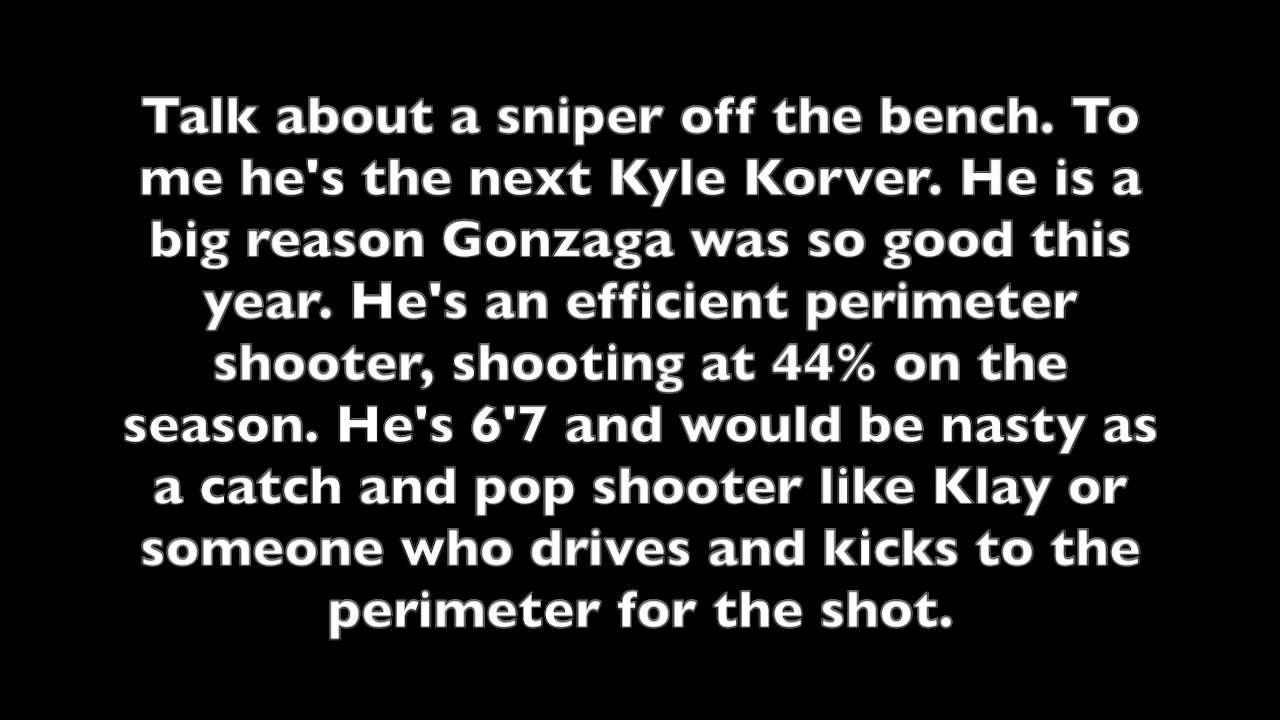 Talk about a sniper off the bench. To
me he's the next Kyle Korver. He is a
big reason Gonzaga was so good this
year. He's an efficient perimeter
shooter, shooting at 44% on the
season. He's 6'7 and would be nasty as
a catch and pop shooter like Klay or
someone who drives and kicks to the
perimeter for the shot.